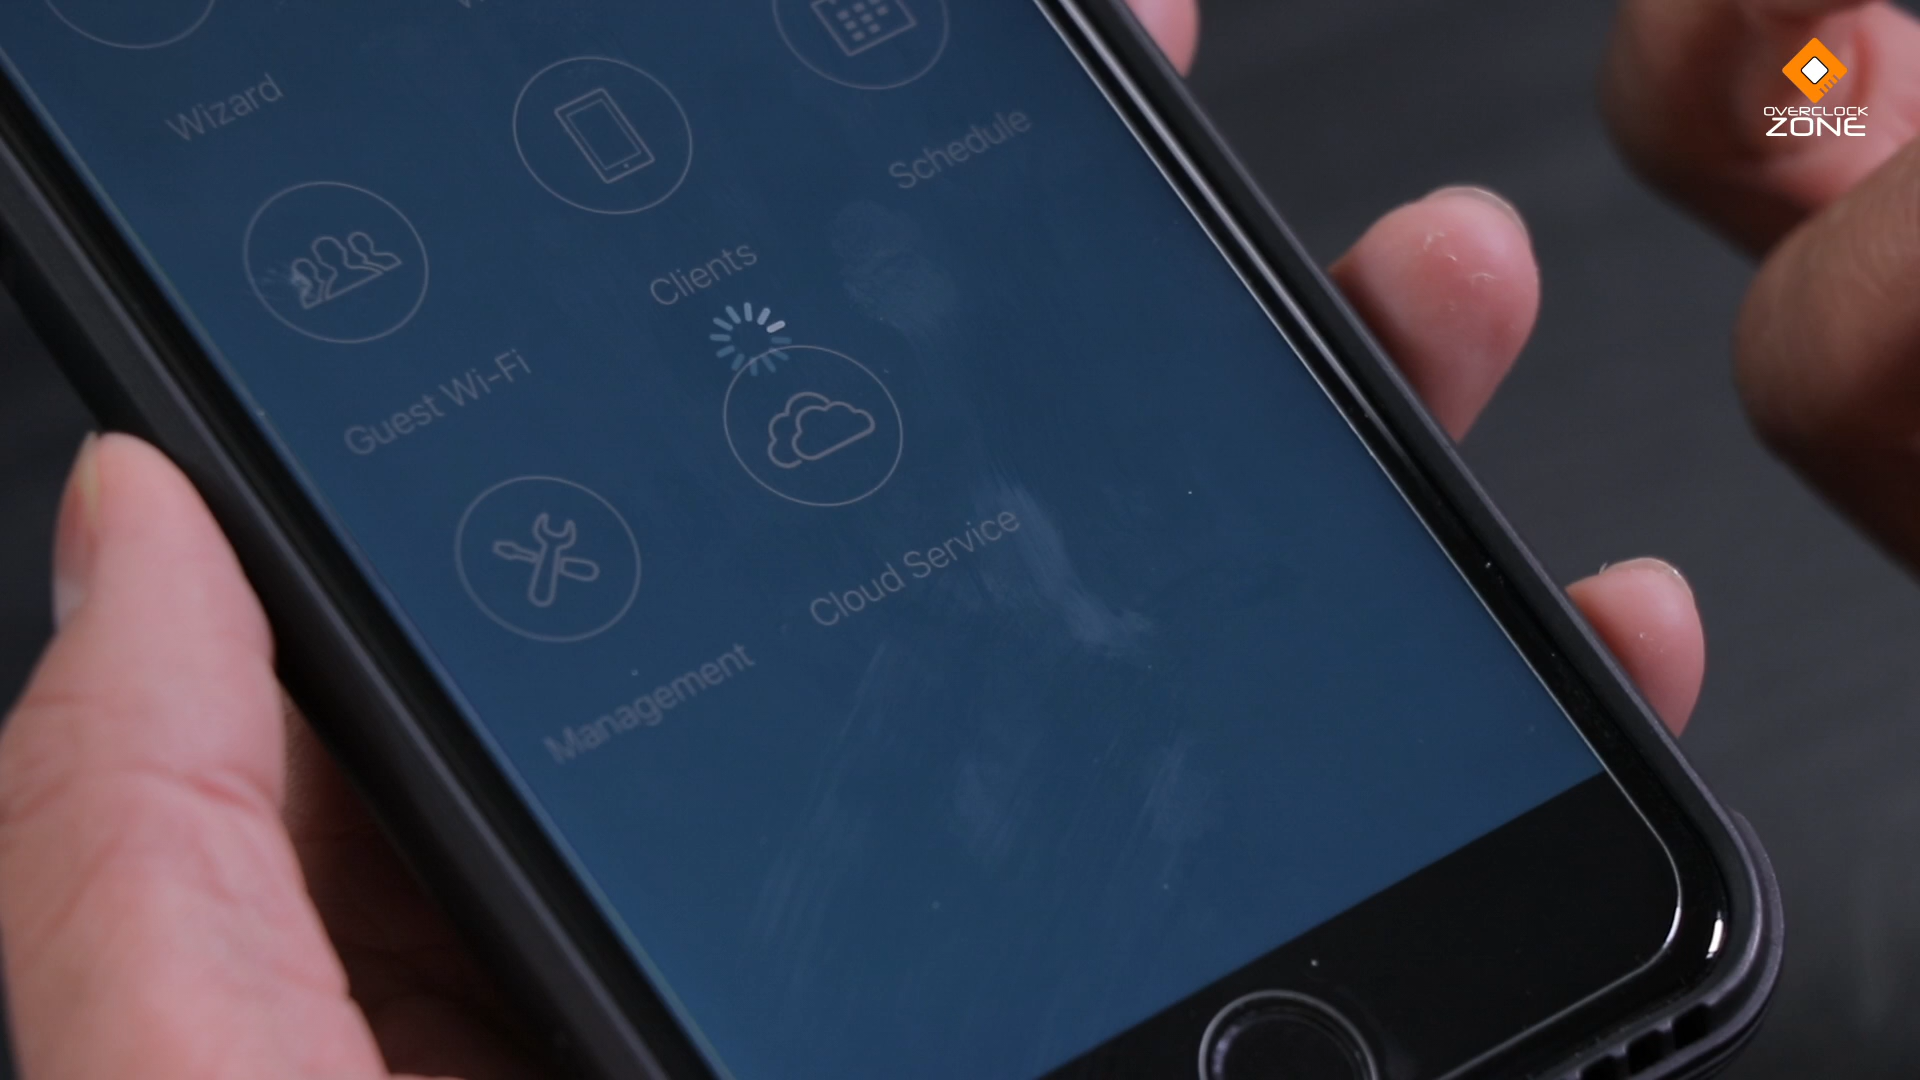 Wizard
Schedule
Clients
Guest Wi-Fi
Cloud Service
Management
OVERCLOCK
ZONE